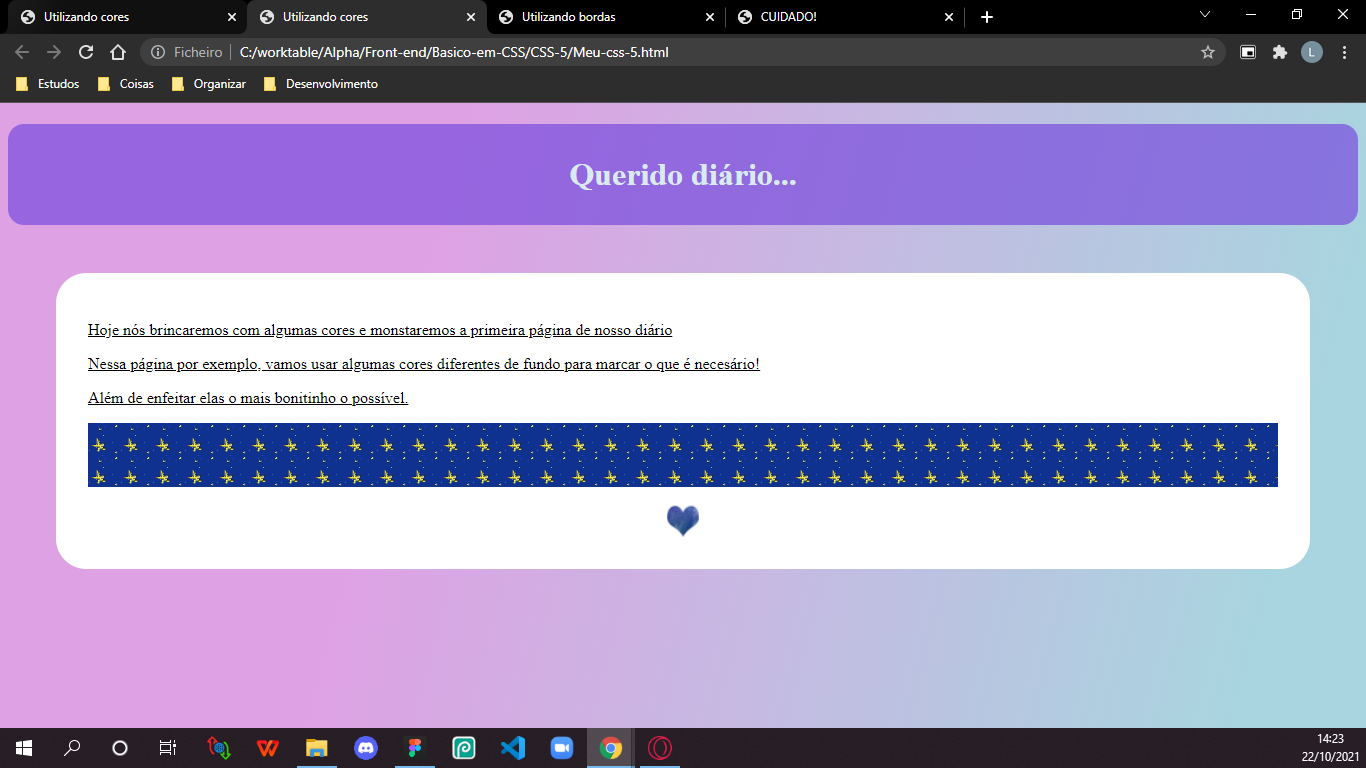 Utilizando cores
Utilizando cores
Utilizando bordas
CUIDADO!
Ficheiro
C:/worktable/Alpha/Front-end/Basico-em-CSS/CSS-5/Meu-css-5.html
L
Estudos
Coisas
Organizar
Desenvolvimento
Querido diário...
Hoje nós brincaremos com algumas cores e monstaremos a primeira página de nosso diário
Nessa página por exemplo, vamos usar algumas cores diferentes de fundo para marcar o que é necesário!
Além de enfeitar elas o mais bonitinho o possível.
14:23
22/10/2021